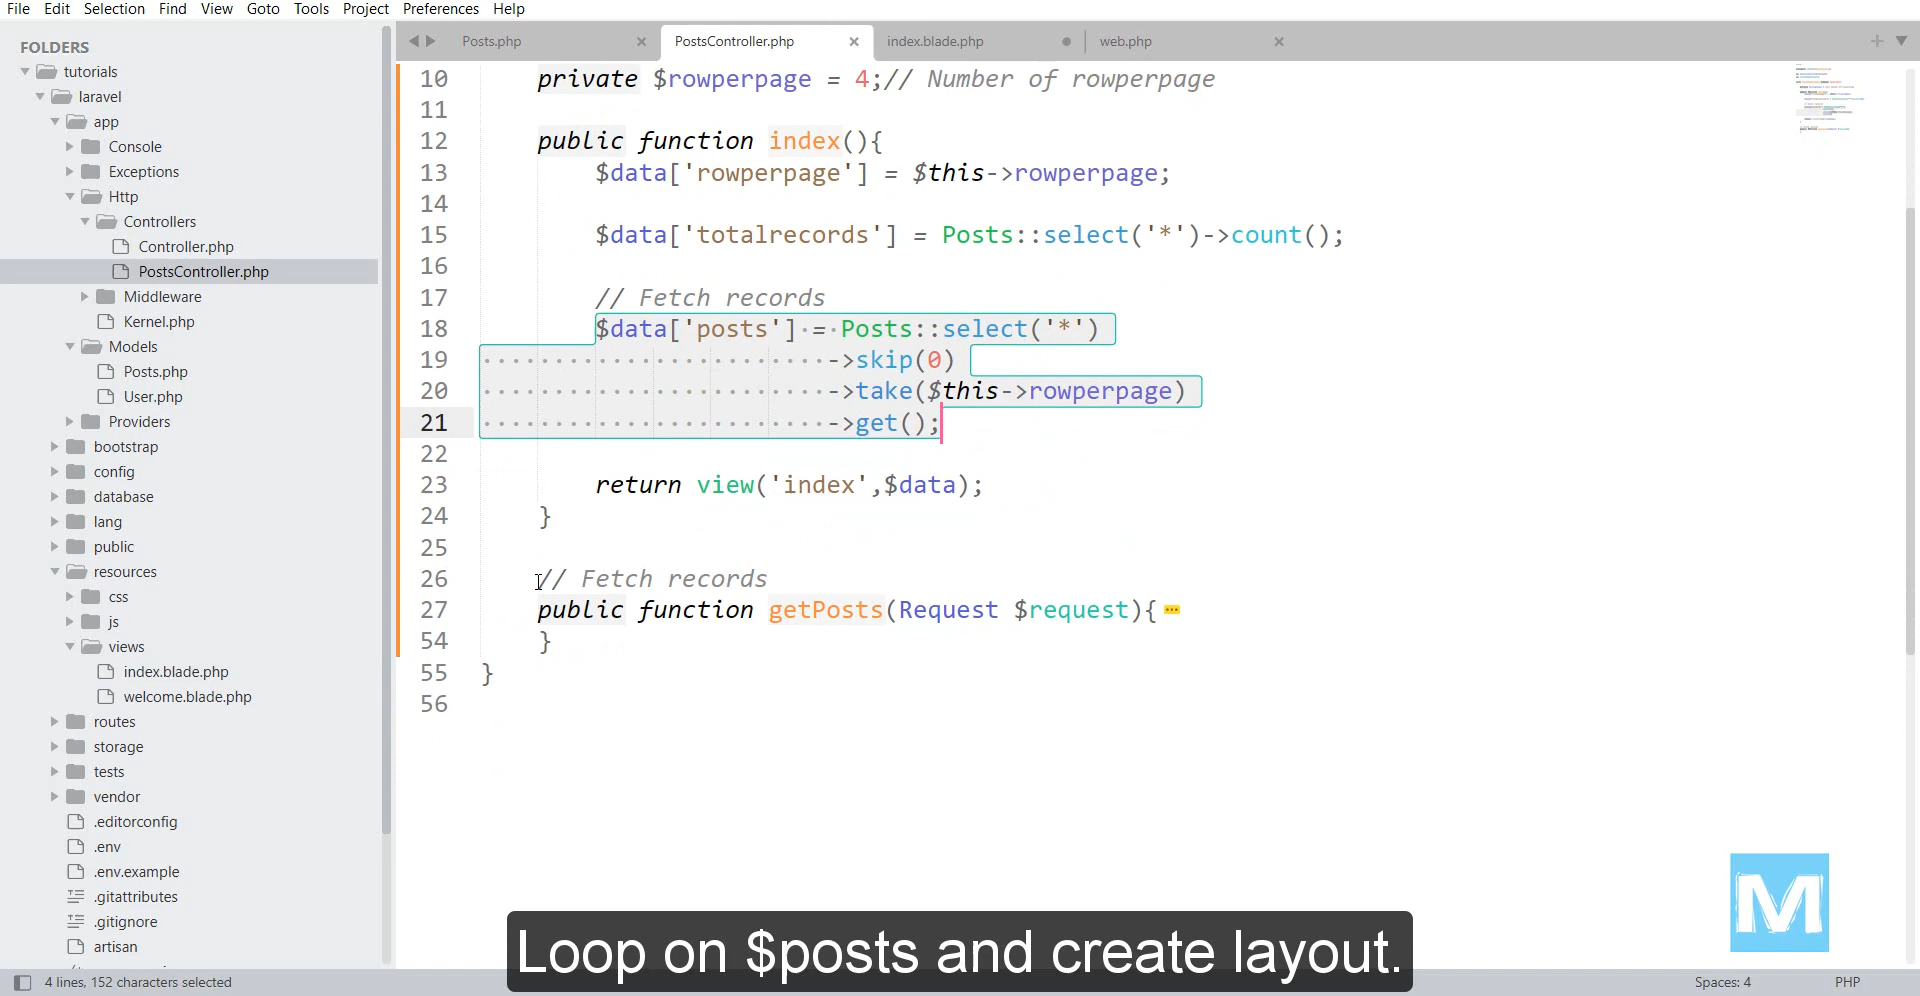 File Edit Selection Find View Goto Tools Project Preferences Help
FOLDERS
tutorials
laravel
app
Console
Exceptions
Http
Controllers
Controller.php
PostsController.php
Middleware
Kernel.php
Models
Posts.php
User.php
Providers
bootstrap
config
database
lang
public
resources
css
js
views
index.blade.php
welcome.blade.php
routes
storage
tests
vendor
.editorconfig
.env
.env.example
.gitattributes
.gitignore
artisan
Posts.php PostsController.php index.blade.php web.php
10 private $rowperpage = 4;// Number of rowperpage
11
12 public function index(){
13 $data['rowperpage'] = $this->rowperpage;
14
15 $data['totalrecords'] = Posts::select('*')->count();
16
17 // Fetch records
18 $data['posts'] = Posts::select('*')
19 ->skip(0)
20 ->take($this->rowperpage)
21 ->get();
22
23 return view('index',$data);
24 }
25
26 // Fetch records
27 public function getPosts(Request $request){
54 }
55 }
56
M
Loop on $posts and create layout.
4 lines, 152 characters selected
Spaces: 4 PHP